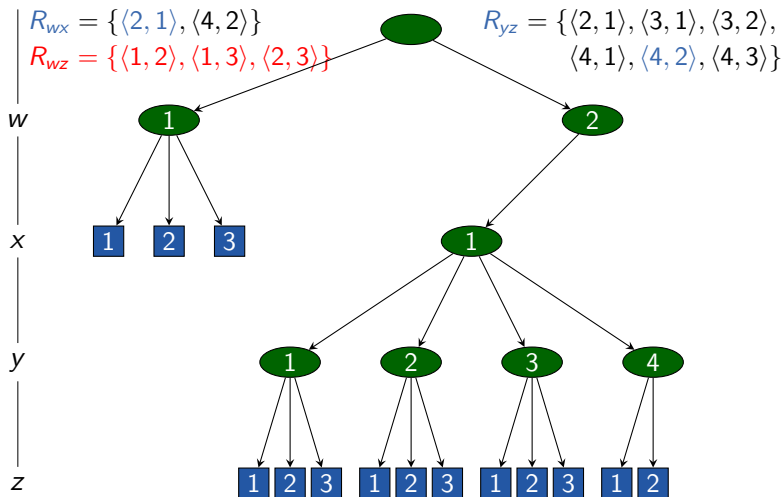 R_wx = {⟨2, 1⟩, ⟨4, 2⟩}
R_wz = {⟨1, 2⟩, ⟨1, 3⟩, ⟨2, 3⟩}
R_yz = {⟨2, 1⟩, ⟨3, 1⟩, ⟨3, 2⟩,
⟨4, 1⟩, ⟨4, 2⟩, ⟨4, 3⟩}
w 1 2
x 1 2 3 1
y 1 2 3 4
z 1 2 3 1 2 3 1 2 3 1 2